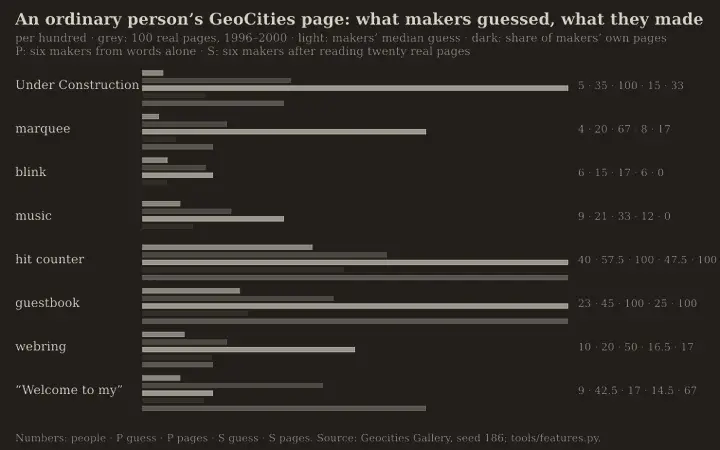 An ordinary person’s GeoCities page: what makers guessed, what they made
per hundred · grey: 100 real pages, 1996–2000 · light: makers’ median guess · dark: share of makers’ own pages
P: six makers from words alone · S: six makers after reading twenty real pages
Under Construction 5 · 35 · 100 · 15 · 33
marquee 4 · 20 · 67 · 8 · 17
blink 6 · 15 · 17 · 6 · 0
music 9 · 21 · 33 · 12 · 0
hit counter 40 · 57.5 · 100 · 47.5 · 100
guestbook 23 · 45 · 100 · 25 · 100
webring 10 · 20 · 50 · 16.5 · 17
“Welcome to my” 9 · 42.5 · 17 · 14.5 · 67
Numbers: people · P guess · P pages · S guess · S pages. Source: Geocities Gallery, seed 186; tools/features.py.